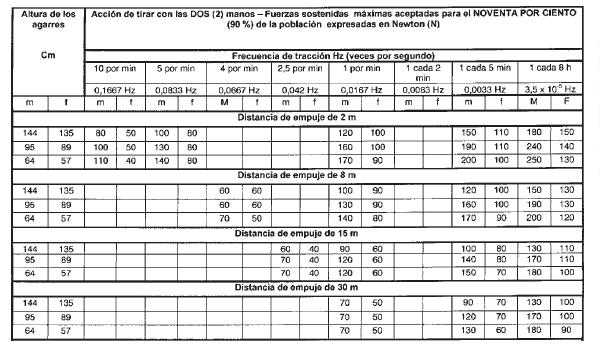 Altura de los agarres
Cm
Acción de tirar con las DOS (2) manos – Fuerzas sostenidas máximas aceptadas para el NOVENTA POR CIENTO
(90 %) de la población expresadas en Newton (N)
Frecuencia de tracción Hz (veces por segundo)
10 por min 5 por min 4 por min 2,5 por min 1 por min 1 cada 2 min 1 cada 5 min 1 cada 8 h
0,1667 Hz 0,0833 Hz 0,0667 Hz 0,042 Hz 0,0167 Hz 0,0083 Hz 0,0033 Hz 3,5 x 10⁻⁵ Hz
m f m f m f M f m f m f m f m f M F
Distancia de empuje de 2 m
144 135 80 50 100 80 120 100 150 110 180 150
95 89 100 50 130 80 160 100 190 110 240 140
64 57 110 40 140 80 170 90 200 100 250 130
Distancia de empuje de 8 m
144 135 60 60 100 90 120 100 150 130
95 89 60 60 130 90 160 100 190 130
64 57 70 50 140 80 170 90 200 120
Distancia de empuje de 15 m
144 135 60 40 90 60 100 80 130 110
95 89 70 40 120 60 140 80 170 110
64 57 70 40 120 60 150 70 180 100
Distancia de empuje de 30 m
144 135 70 50 90 70 130 100
95 89 70 50 120 70 170 100
64 57 70 50 130 60 180 90